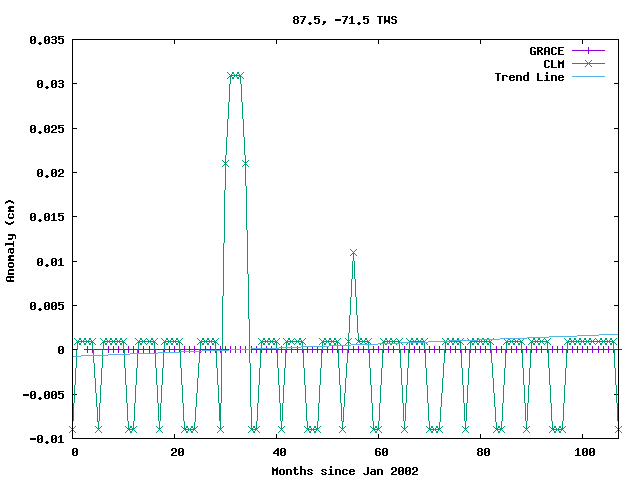 87.5, -71.5 TWS
GRACE
CLM
Trend Line
0.035
0.03
0.025
0.02
0.015
0.01
0.005
0
-0.005
-0.01
Anomaly (cm)
0 20 40 60 80 100
Months since Jan 2002